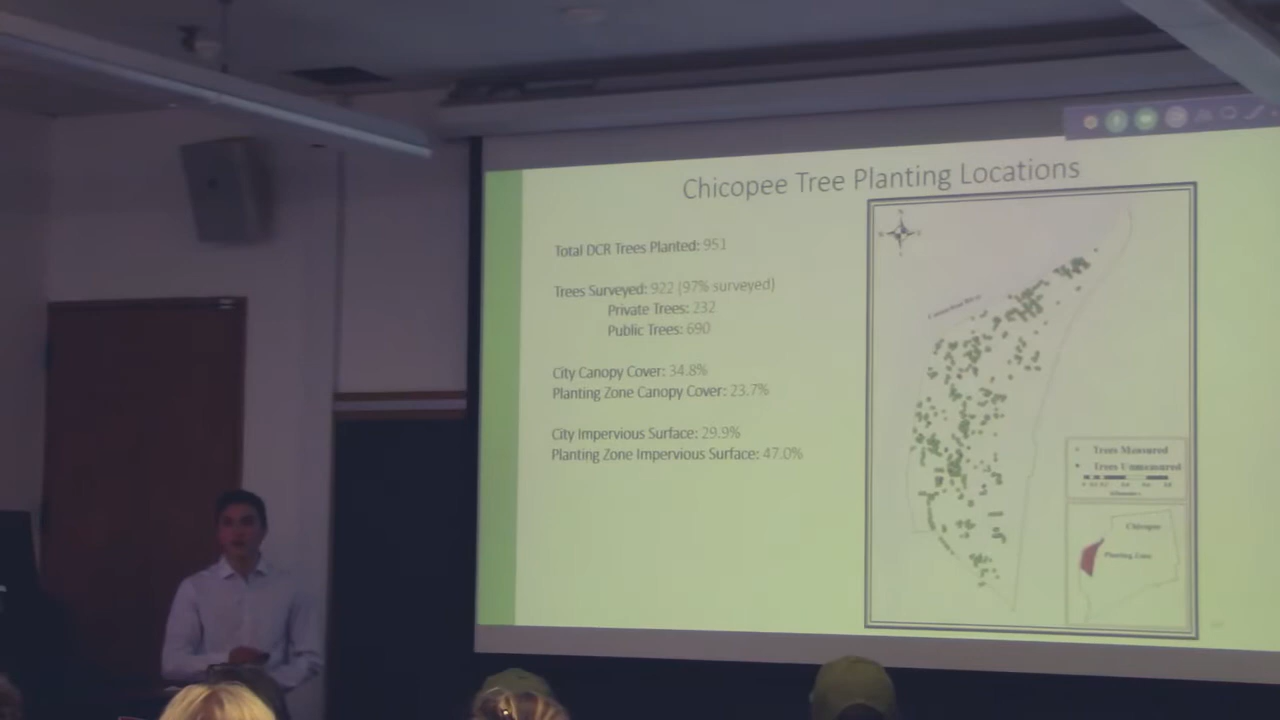 Chicopee Tree Planting Locations
Total DCR Trees Planted: 951
Trees Surveyed: 922 (97% surveyed)
Private Trees: 232
Public Trees: 690
City Canopy Cover: 34.8%
Planting Zone Canopy Cover: 23.7%
City Impervious Surface: 29.9%
Planting Zone Impervious Surface: 47.0%
Trees Measured
Trees Unmeasured
Chicopee
Planting Zone